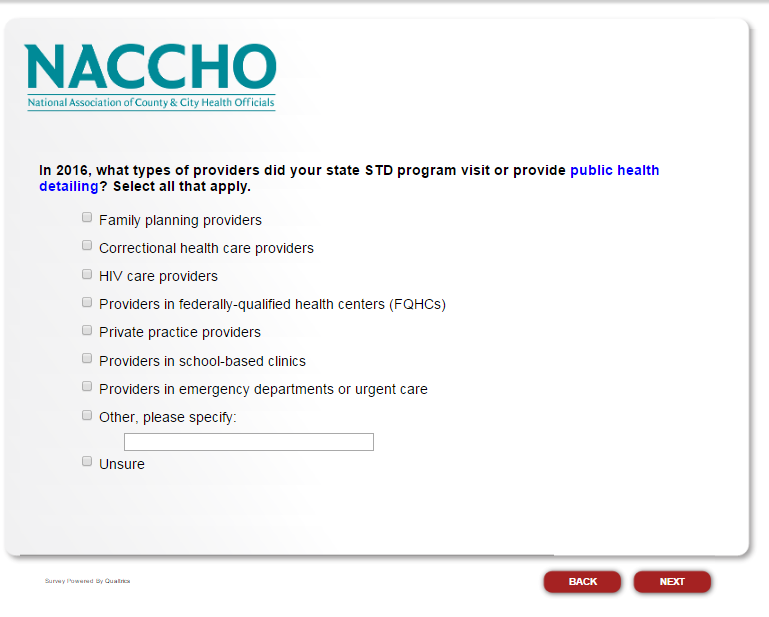 NACCHO
National Association of County & City Health Officials
In 2016, what types of providers did your state STD program visit or provide public health
detailing? Select all that apply.
Family planning providers
Correctional health care providers
HIV care providers
Providers in federally-qualified health centers (FQHCs)
Private practice providers
Providers in school-based clinics
Providers in emergency departments or urgent care
Other, please specify:
Unsure
Survey Powered By Qualtrics
BACK
NEXT